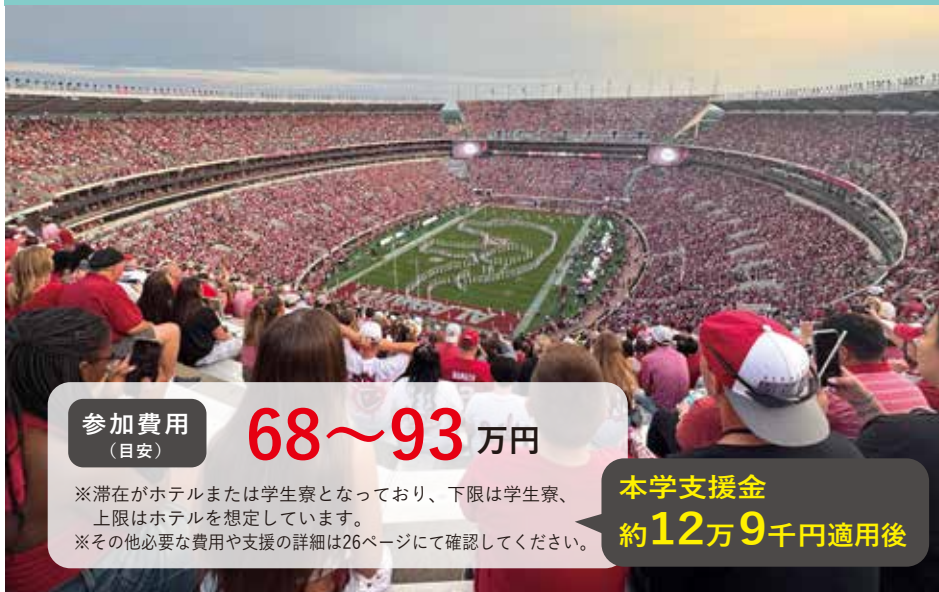 ALABAMA
参加費用
（目安）
68〜93 万円
※滞在がホテルまたは学生寮となっており、下限は学生寮、
上限はホテルを想定しています。
※その他必要な費用や支援の詳細は26ページにて確認してください。
本学支援金
約12万9千円適用後